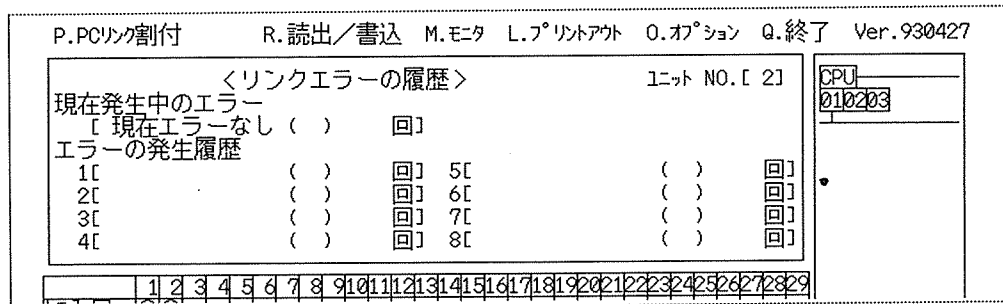 P.PCﾘﾝｸ割付 R.読出／書込 M.ﾓﾆﾀ L.ﾌﾟﾘﾝﾄｱｳﾄ O.ｵﾌﾟｼｮﾝ Q.終了 Ver.930427
<リンクエラーの履歴> ﾕﾆｯﾄ NO.[ 2]
現在発生中のエラー
[ 現在エラーなし ( ) 回]
エラーの発生履歴
1[ ( ) 回] 5[ ( ) 回]
2[ ( ) 回] 6[ ( ) 回]
3[ ( ) 回] 7[ ( ) 回]
4[ ( ) 回] 8[ ( ) 回]
CPU
01 02 03
1 2 3 4 5 6 7 8 9 10 11 12 13 14 15 16 17 18 19 20 21 22 23 24 25 26 27 28 29